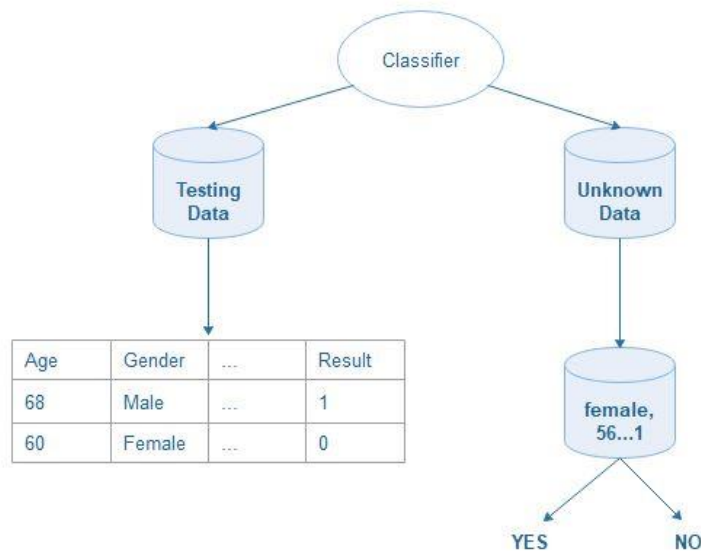 Classifier
Testing
Data
Unknown
Data
Age Gender ... Result
68 Male ... 1
60 Female ... 0
female,
56...1
YES NO